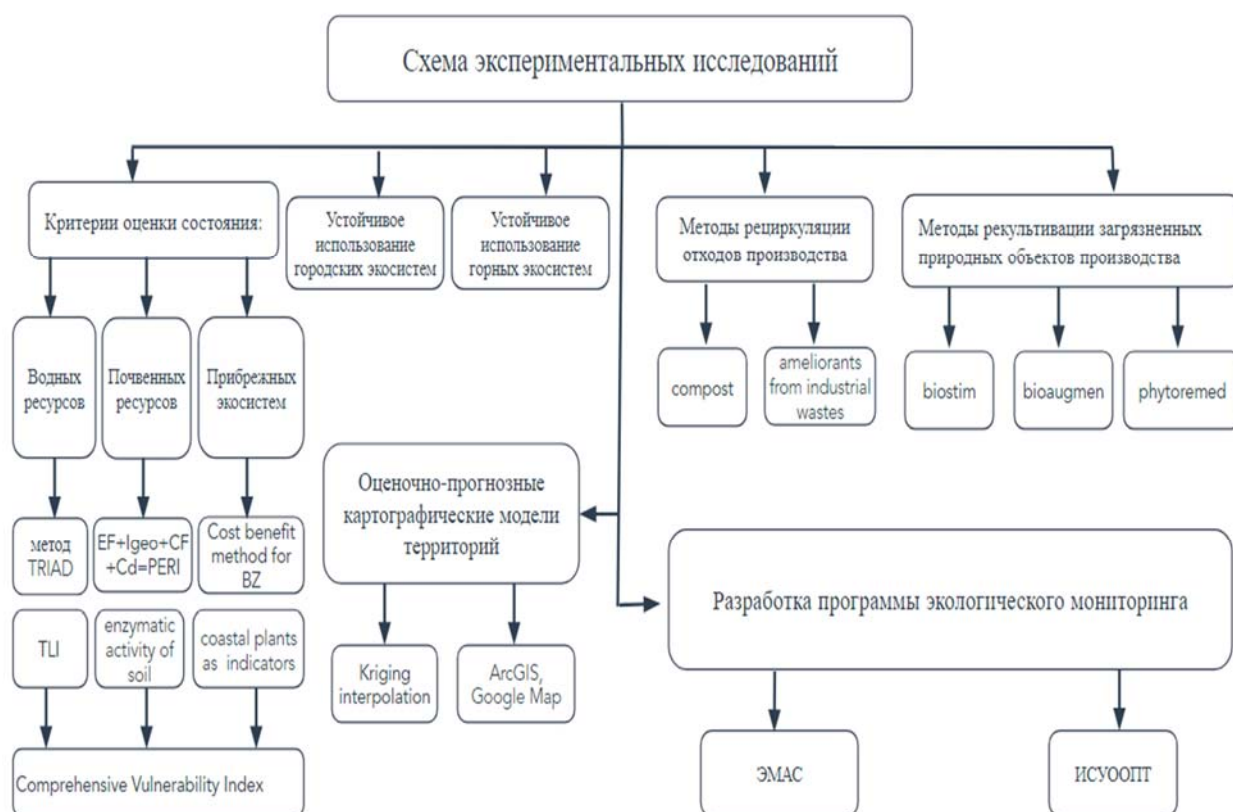 Схема экспериментальных исследований
Критерии оценки состояния:
Устойчивое
использование
городских экосистем
Устойчивое
использование
горных экосистем
Методы рециркуляции
отходов производства
Методы рекультивации загрязненных
природных объектов производства
Водных
ресурсов
Почвенных
ресурсов
Прибрежных
экосистем
compost
ameliorants
from industrial
wastes
biostim
bioaugmen
phytoremed
Оценочно-прогнозные
картографические модели
территорий
метод
TRIAD
EF+Igeo+CF
+Cd=PERI
Cost benefit
method for
BZ
Разработка программы экологического мониторинга
TLI
enzymatic
activity of
soil
coastal plants
as indicators
Kriging
interpolation
ArcGIS,
Google Map
Comprehensive Vulnerability Index
ЭМАС
ИСУООПТ